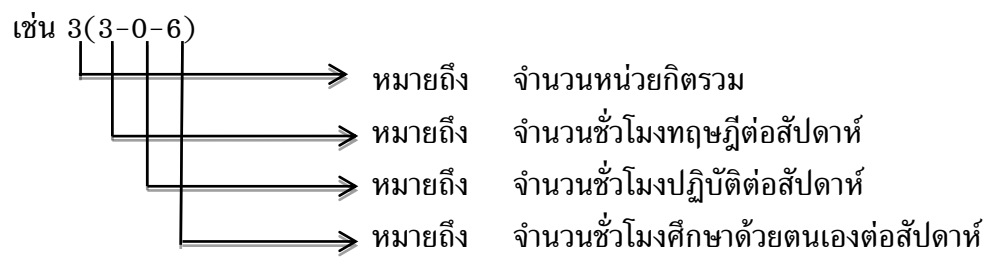 เช่น 3(3-0-6)
หมายถึง จำนวนหน่วยกิตรวม
หมายถึง จำนวนชั่วโมงทฤษฎีต่อสัปดาห์
หมายถึง จำนวนชั่วโมงปฏิบัติต่อสัปดาห์
หมายถึง จำนวนชั่วโมงศึกษาด้วยตนเองต่อสัปดาห์